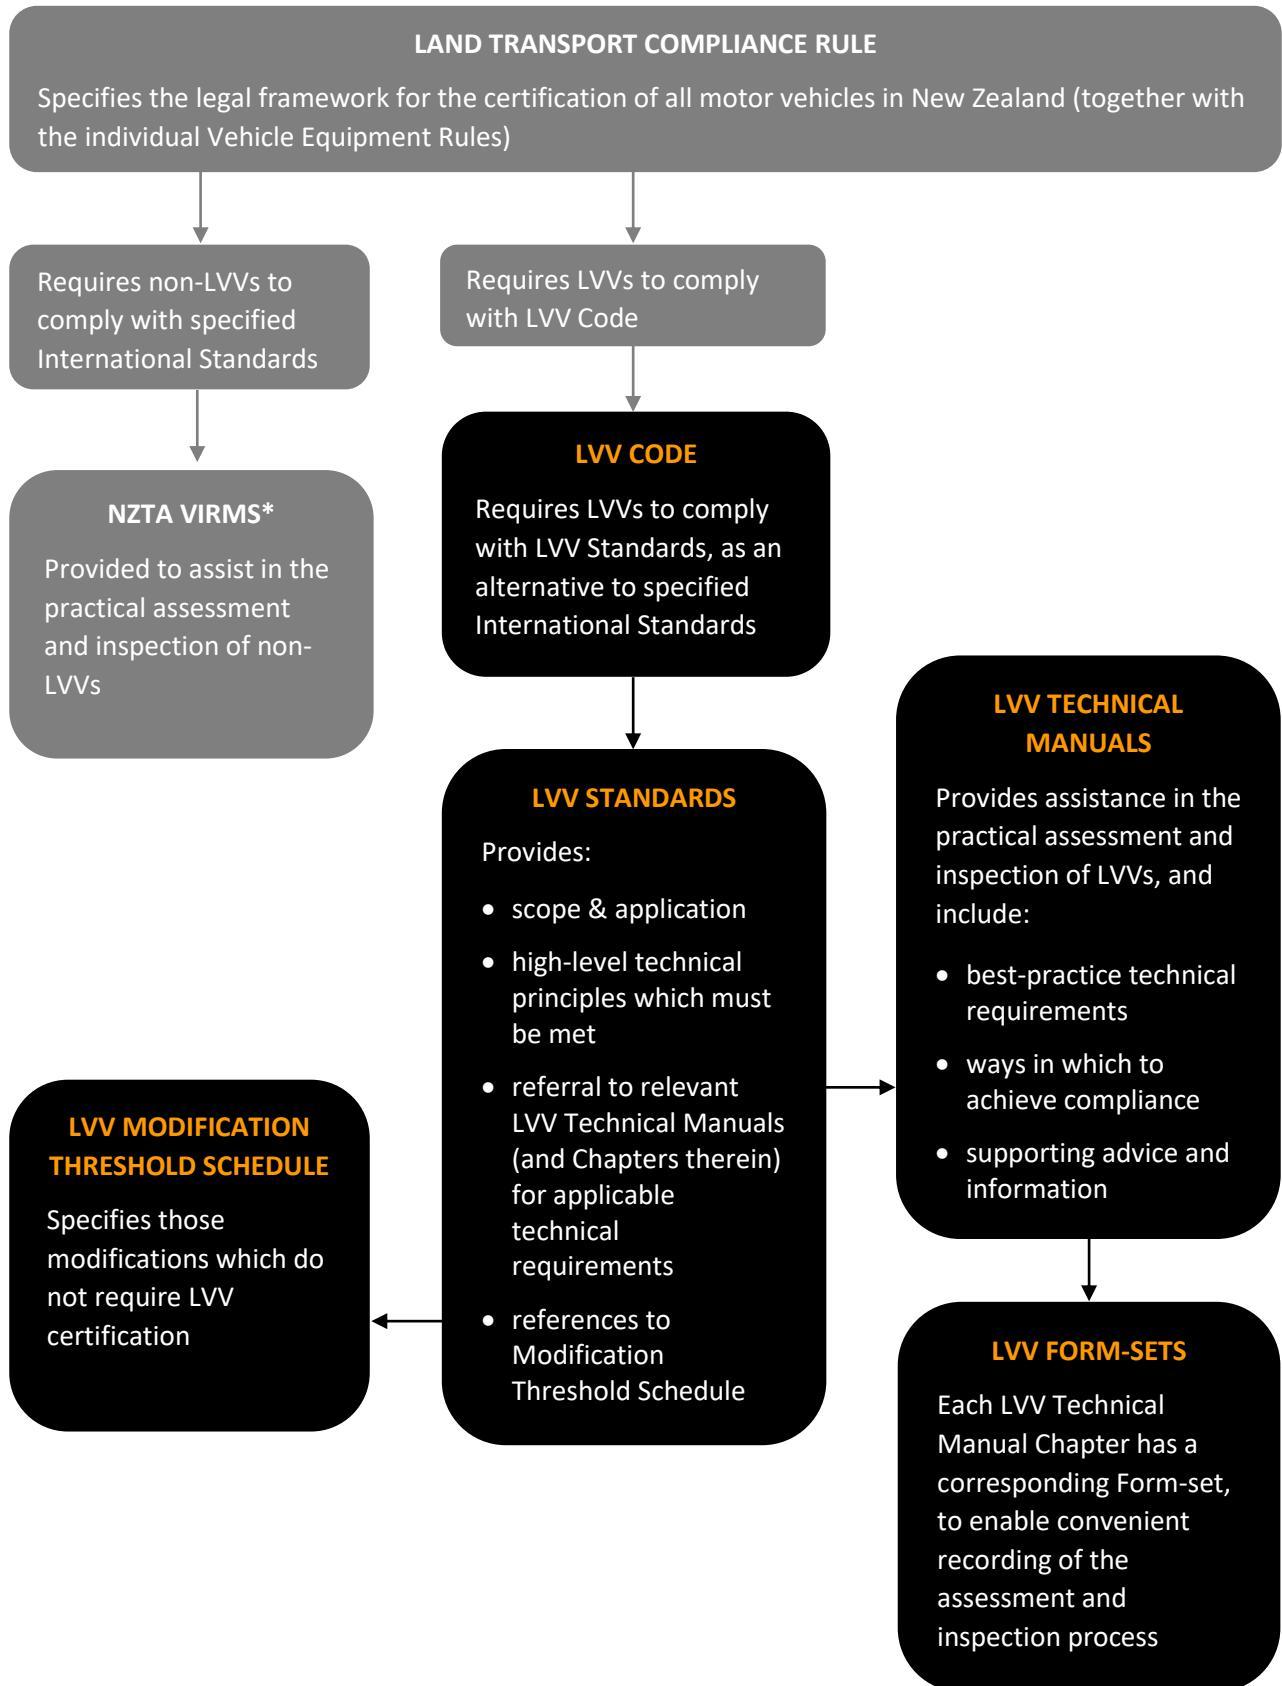 LAND TRANSPORT COMPLIANCE RULE
Specifies the legal framework for the certification of all motor vehicles in New Zealand (together with
the individual Vehicle Equipment Rules)
Requires non-LVVs to
comply with specified
International Standards
Requires LVVs to comply
with LVV Code
NZTA VIRMS*
Provided to assist in the
practical assessment
and inspection of non-
LVVs
LVV CODE
Requires LVVs to comply
with LVV Standards, as an
alternative to specified
International Standards
LVV STANDARDS
Provides:
• scope & application
• high-level technical
principles which must
be met
• referral to relevant
LVV Technical Manuals
(and Chapters therein)
for applicable
technical
requirements
• references to
Modification
Threshold Schedule
LVV TECHNICAL
MANUALS
Provides assistance in the
practical assessment and
inspection of LVVs, and
include:
• best-practice technical
requirements
• ways in which to
achieve compliance
• supporting advice and
information
LVV MODIFICATION
THRESHOLD SCHEDULE
Specifies those
modifications which do
not require LVV
certification
LVV FORM-SETS
Each LVV Technical
Manual Chapter has a
corresponding Form-set,
to enable convenient
recording of the
assessment and
inspection process